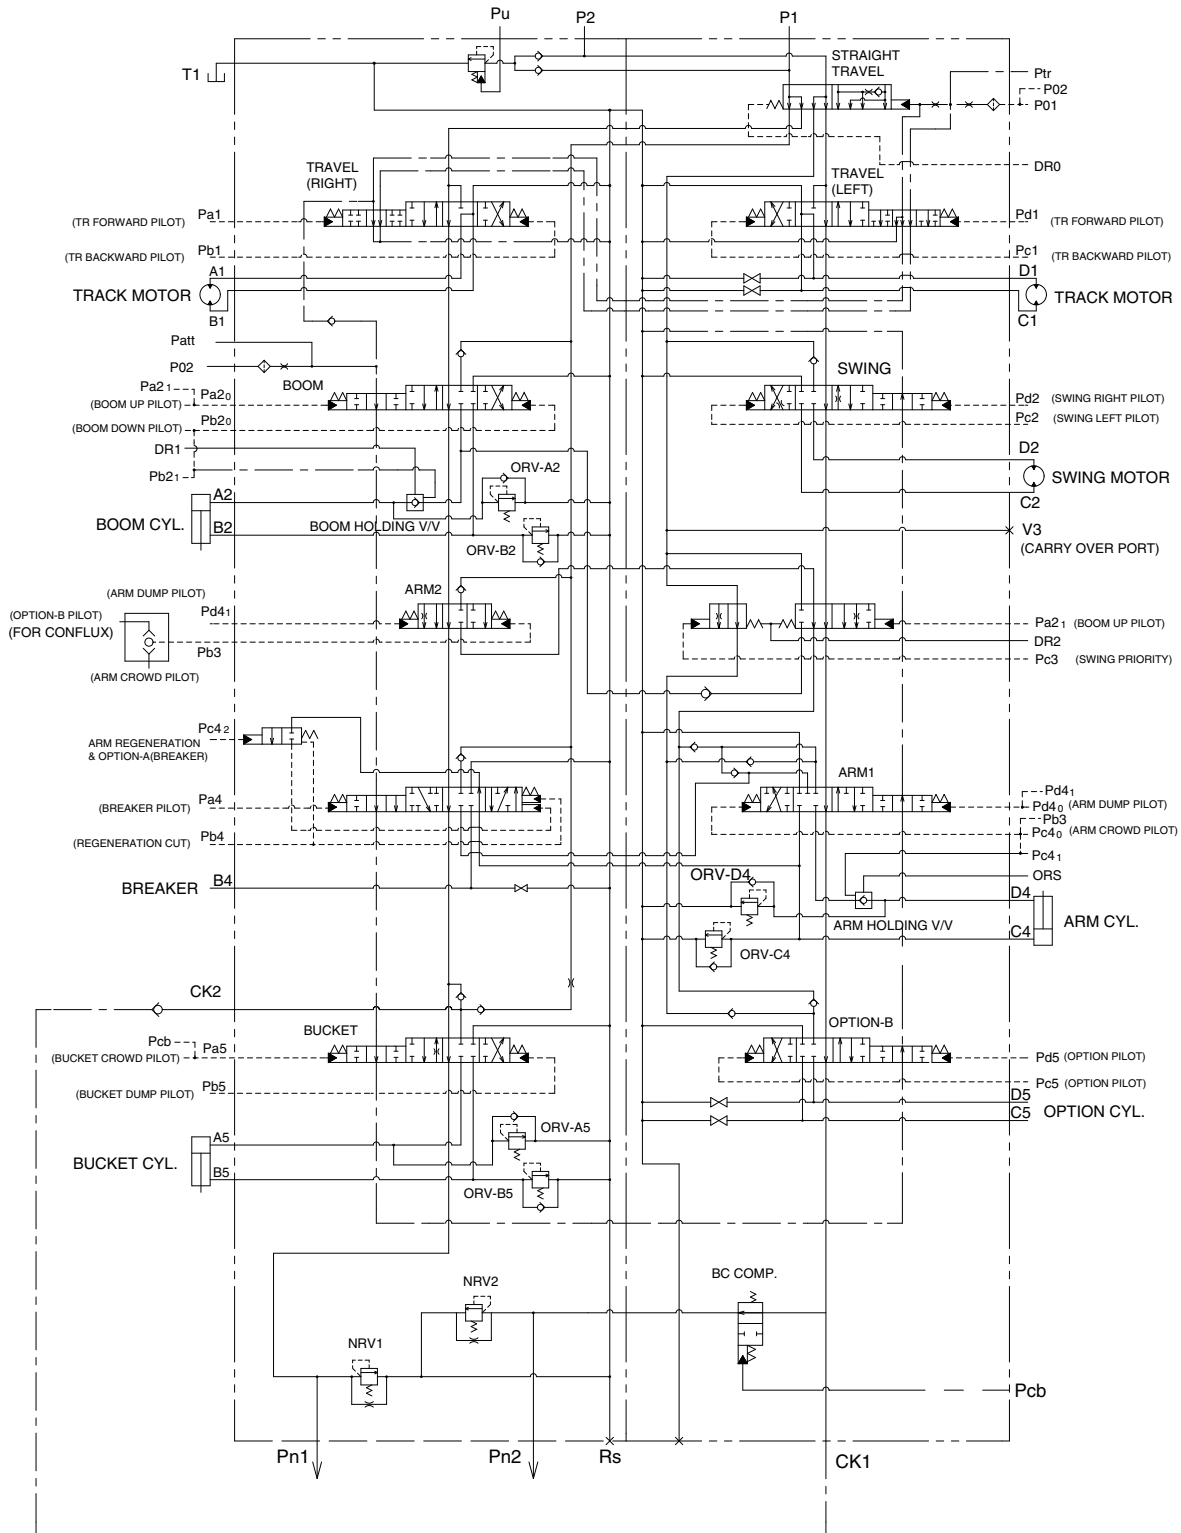 Pu
P2
P1
T1
STRAIGHT
TRAVEL
Ptr
P02
P01
DR0
TRAVEL
(RIGHT)
TRAVEL
(LEFT)
(TR FORWARD PILOT) Pa1
Pd1 (TR FORWARD PILOT)
(TR BACKWARD PILOT) Pb1
Pc1 (TR BACKWARD PILOT)
A1
D1
TRACK MOTOR
TRACK MOTOR
B1
C1
Patt
P02
BOOM
SWING
Pa21
Pa20
(BOOM UP PILOT)
Pd2 (SWING RIGHT PILOT)
Pb20
(BOOM DOWN PILOT)
Pc2 (SWING LEFT PILOT)
DR1
D2
Pb21
ORV-A2
SWING MOTOR
A2
C2
BOOM CYL.
B2
BOOM HOLDING V/V
V3
ORV-B2
(CARRY OVER PORT)
(ARM DUMP PILOT)
ARM2
(OPTION-B PILOT)
Pd41
(FOR CONFLUX)
Pa21 (BOOM UP PILOT)
DR2
Pb3
Pc3 (SWING PRIORITY)
(ARM CROWD PILOT)
Pc42
ARM REGENERATION
& OPTION-A(BREAKER)
ARM1
Pd41
(BREAKER PILOT) Pa4
Pd40 (ARM DUMP PILOT)
Pb3
Pc40 (ARM CROWD PILOT)
(REGENERATION CUT) Pb4
Pc41
ORV-D4
ORS
BREAKER B4
D4
ARM CYL.
ARM HOLDING V/V
C4
ORV-C4
CK2
BUCKET
OPTION-B
Pcb
Pa5
(BUCKET CROWD PILOT)
Pd5 (OPTION PILOT)
Pb5
(BUCKET DUMP PILOT)
Pc5 (OPTION PILOT)
D5
C5 OPTION CYL.
ORV-A5
A5
BUCKET CYL.
B5
ORV-B5
BC COMP.
NRV2
NRV1
Pcb
Pn1
Pn2
Rs
CK1